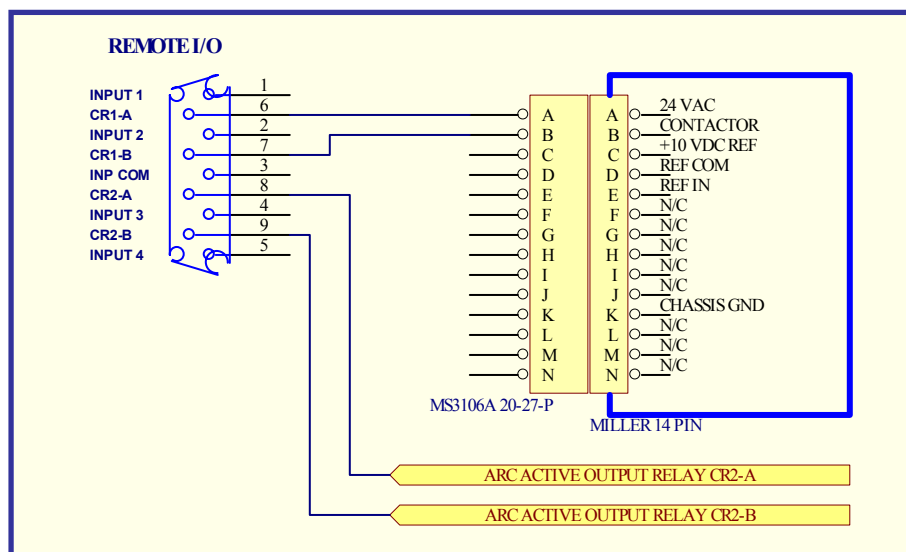 REMOTE I/O
INPUT 1 1
CR1-A 6
INPUT 2 2
CR1-B 7
INP COM 3
CR2-A 8
INPUT 3 4
CR2-B 9
INPUT 4 5
A A 24 VAC
B B CONTACTOR
C C +10 VDC REF
D D REF COM
E E REF IN
F F N/C
G G N/C
H H N/C
I I N/C
J J N/C
K K CHASSIS GND
L L N/C
M M N/C
N N N/C
MS3106A 20-27-P
MILLER 14 PIN
ARC ACTIVE OUTPUT RELAY CR2-A
ARC ACTIVE OUTPUT RELAY CR2-B